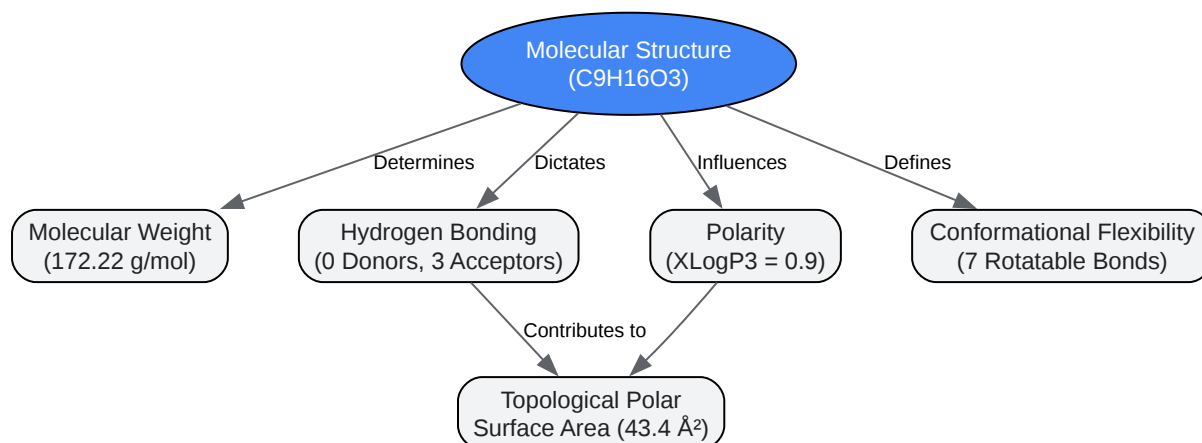 Molecular Structure
(C9H16O3)
Determines
Dictates
Influences
Defines
Molecular Weight
(172.22 g/mol)
Hydrogen Bonding
(0 Donors, 3 Acceptors)
Polarity
(XLogP3 = 0.9)
Conformational Flexibility
(7 Rotatable Bonds)
Contributes to
Topological Polar
Surface Area (43.4 Å²)